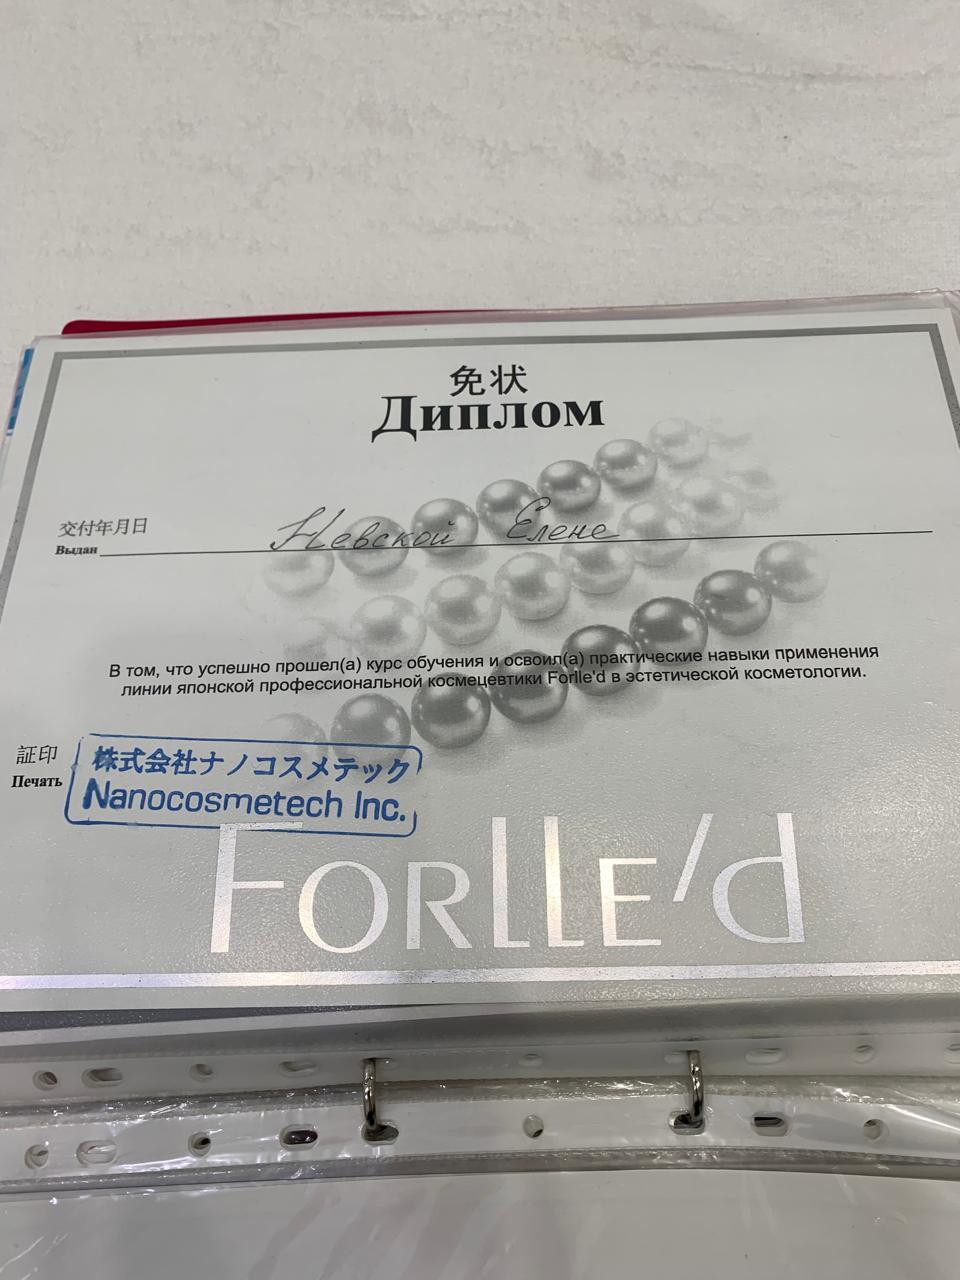 免状
Диплом
交付年月日
Выдан Невской Елене
В том, что успешно прошел(а) курс обучения и освоил(а) практические навыки применения
линии японской профессиональной космецевтики Forlle'd в эстетической косметологии.
証印
Печать
株式会社ナノコスメテック
Nanocosmetech Inc.
FORLLE'd